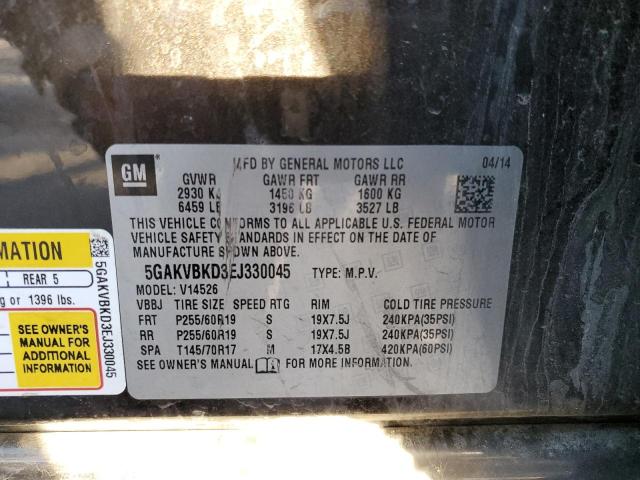 GM
MFD BY GENERAL MOTORS LLC 04/14
GVWR GAWR FRT GAWR RR
2930 KG 1450 KG 1600 KG
6459 LB 3196 LB 3527 LB
THIS VEHICLE CONFORMS TO ALL APPLICABLE U.S. FEDERAL MOTOR
VEHICLE SAFETY STANDARDS IN EFFECT ON THE DATE OF
MANUFACTURE SHOWN ABOVE.
5GAKVBKD3EJ330045 TYPE: M.P.V.
MODEL: V14526
VBBJ TIRE SIZE SPEED RTG RIM COLD TIRE PRESSURE
FRT P255/60R19 S 19X7.5J 240KPA(35PSI)
RR P255/60R19 S 19X7.5J 240KPA(35PSI)
SPA T145/70R17 M 17X4.5B 420KPA(60PSI)
SEE OWNER'S MANUAL FOR MORE INFORMATION
MATION
REAR 5
or 1396 lbs.
SEE OWNER'S
MANUAL FOR
ADDITIONAL
INFORMATION
5GAKVBKD3EJ330045